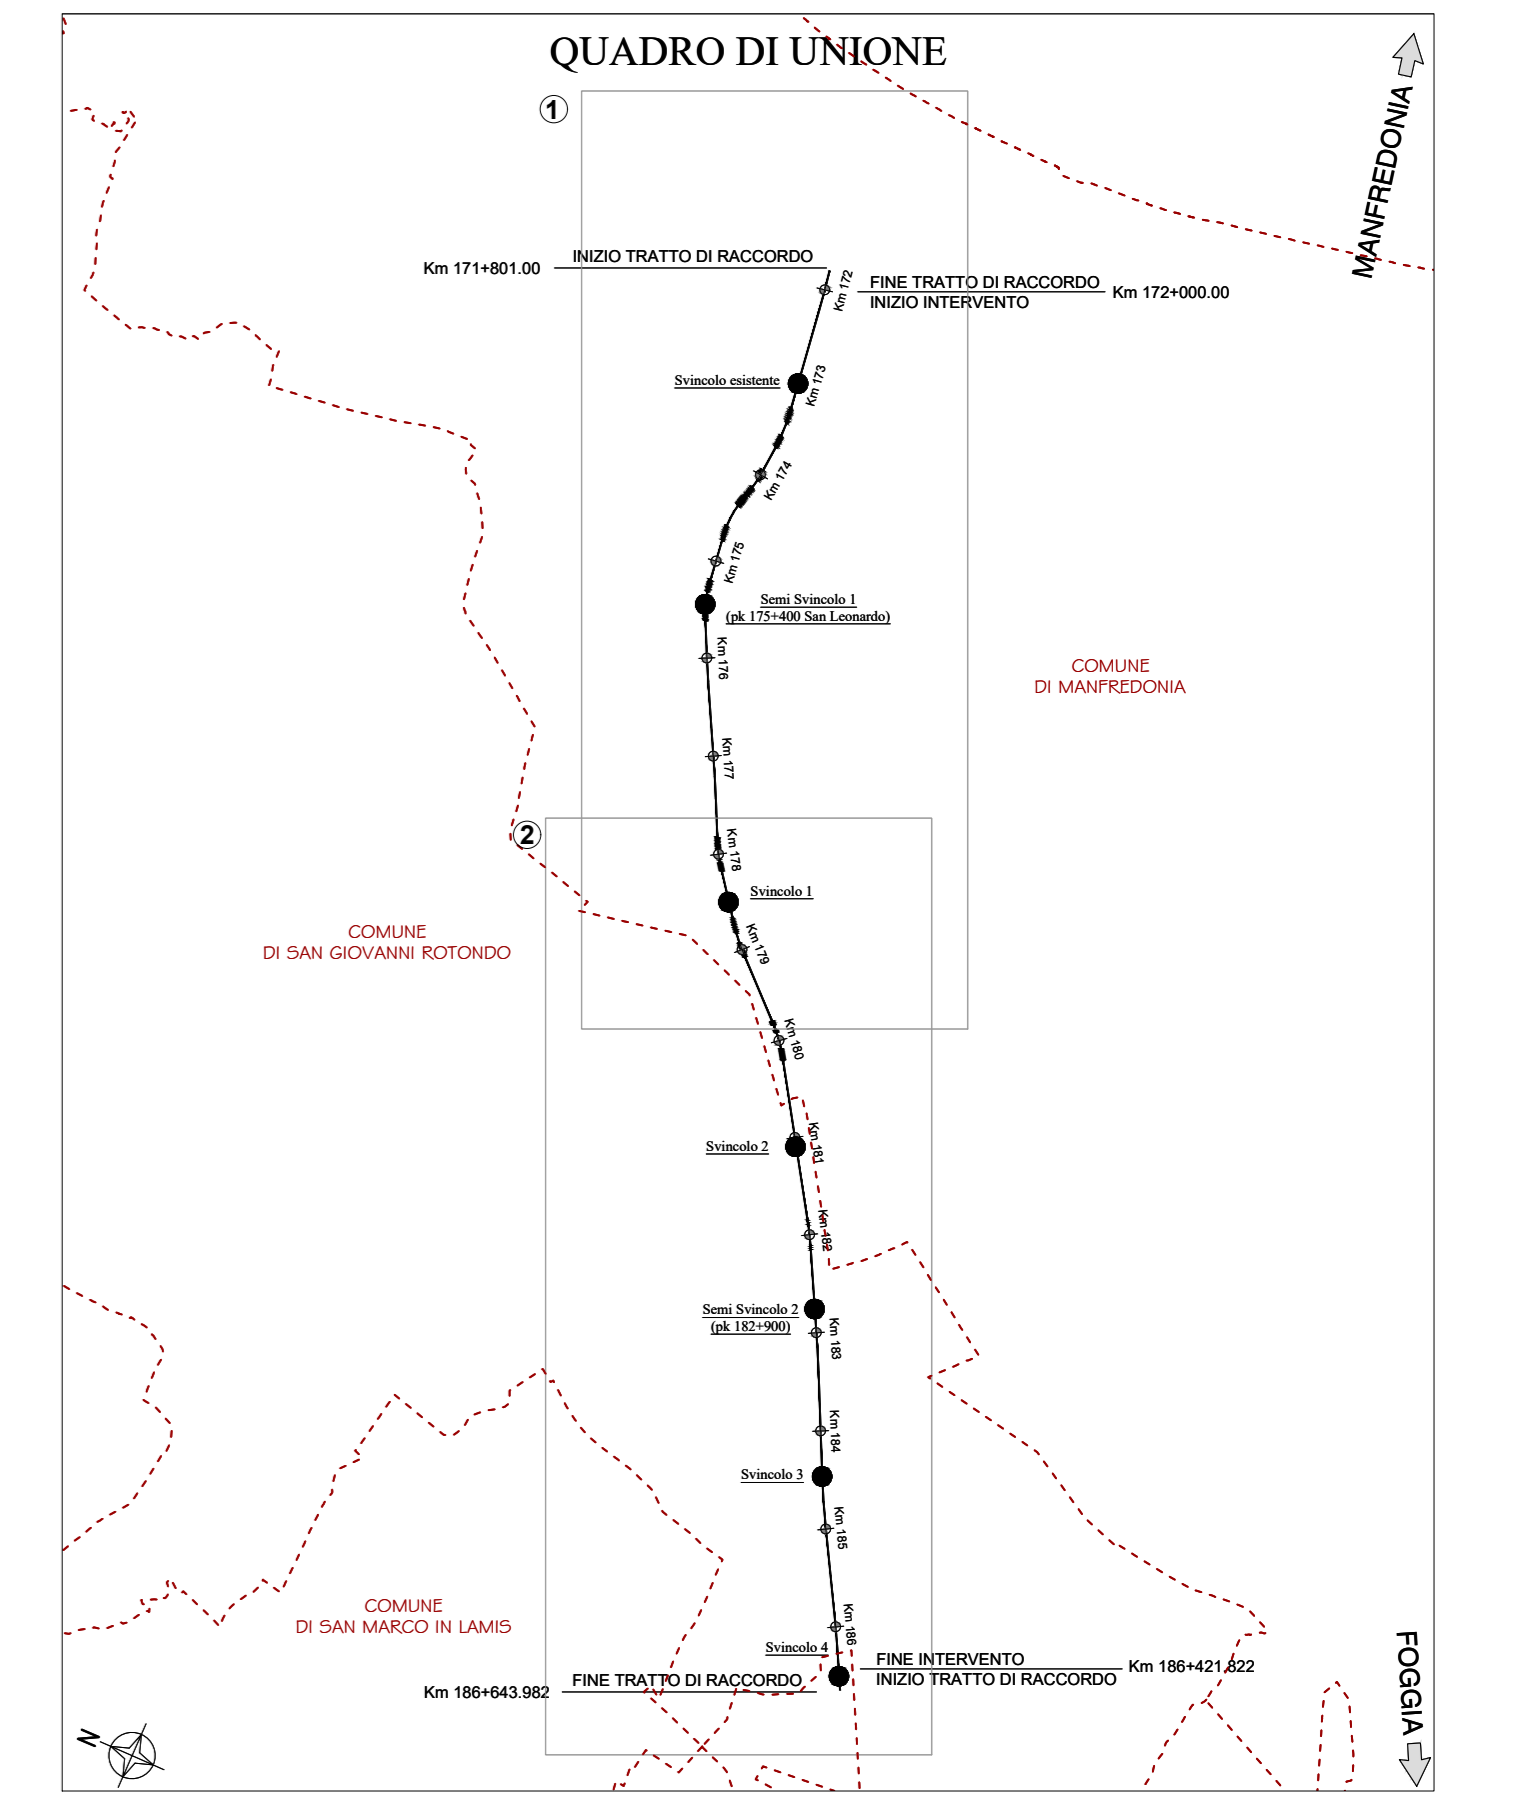 QUADRO DI UNIONE
1
MANFREDONIA
INIZIO TRATTO DI RACCORDO
Km 171+801.00
Km 172
FINE TRATTO DI RACCORDO
INIZIO INTERVENTO
Km 172+000.00
Svincolo esistente
Km 173
Km 174
Km 175
Semi Svincolo 1
(pk 175+400 San Leonardo)
Km 176
COMUNE
DI MANFREDONIA
Km 177
2
Km 178
Svincolo 1
COMUNE
DI SAN GIOVANNI ROTONDO
Km 179
Km 180
Svincolo 2
Km 181
Km 182
Semi Svincolo 2
(pk 182+900)
Km 183
Km 184
Svincolo 3
Km 185
COMUNE
DI SAN MARCO IN LAMIS
Km 186
Svincolo 4
FINE INTERVENTO
INIZIO TRATTO DI RACCORDO
Km 186+421.822
FINE TRATTO DI RACCORDO
Km 186+643.982
FOGGIA
N